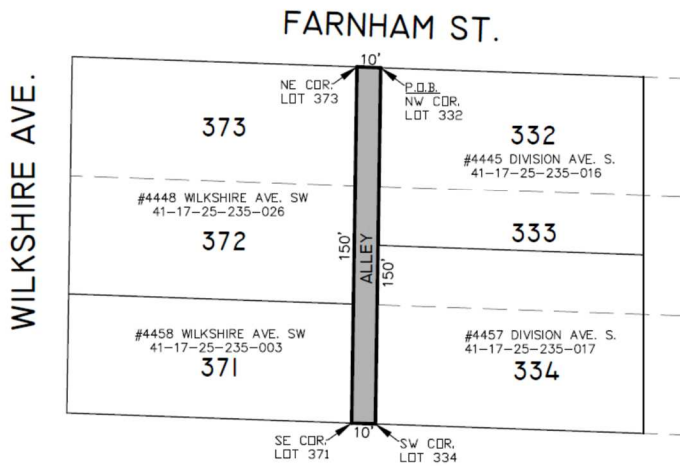 FARNHAM ST.
WILKSHIRE AVE.
10'
NE COR.
LOT 373
P.O.B.
NW COR.
LOT 332
373
332
#4445 DIVISION AVE. S.
41-17-25-235-016
#4448 WILKSHIRE AVE. SW
41-17-25-235-026
372
333
150'
ALLEY
150'
#4458 WILKSHIRE AVE. SW
41-17-25-235-003
371
#4457 DIVISION AVE. S.
41-17-25-235-017
334
10'
SE COR.
LOT 371
SW COR.
LOT 334